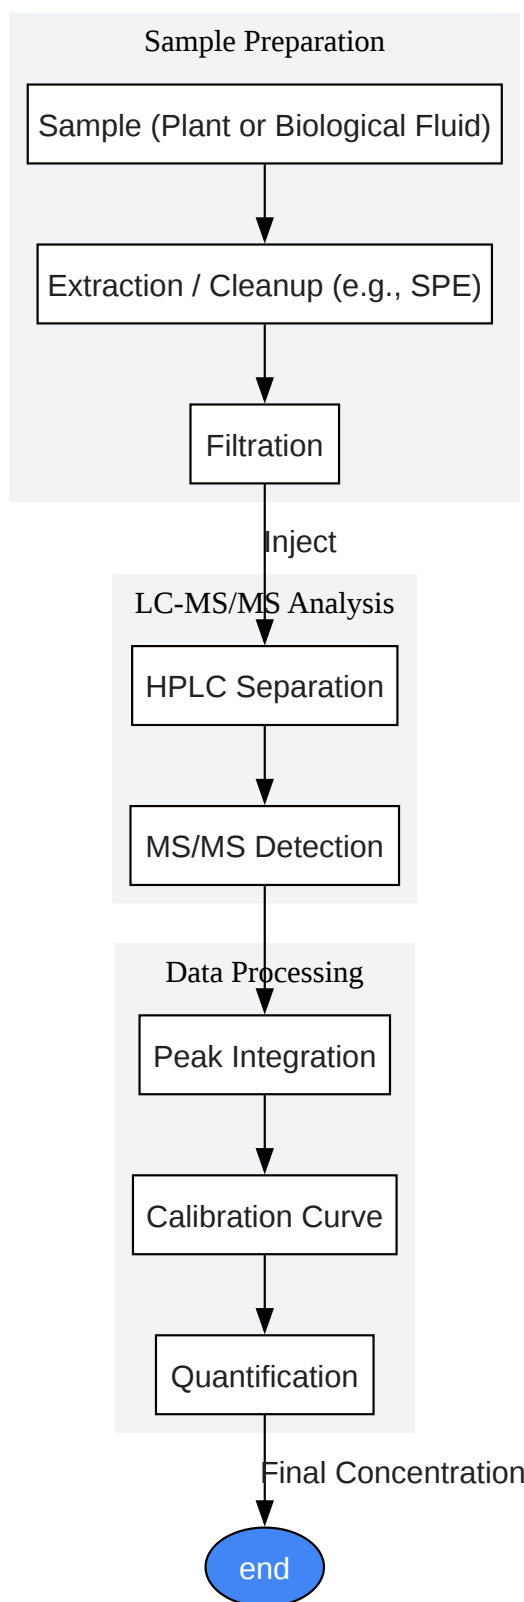 Sample Preparation
Sample (Plant or Biological Fluid)
Extraction / Cleanup (e.g., SPE)
Filtration
Inject
LC-MS/MS Analysis
HPLC Separation
MS/MS Detection
Data Processing
Peak Integration
Calibration Curve
Quantification
Final Concentration
end